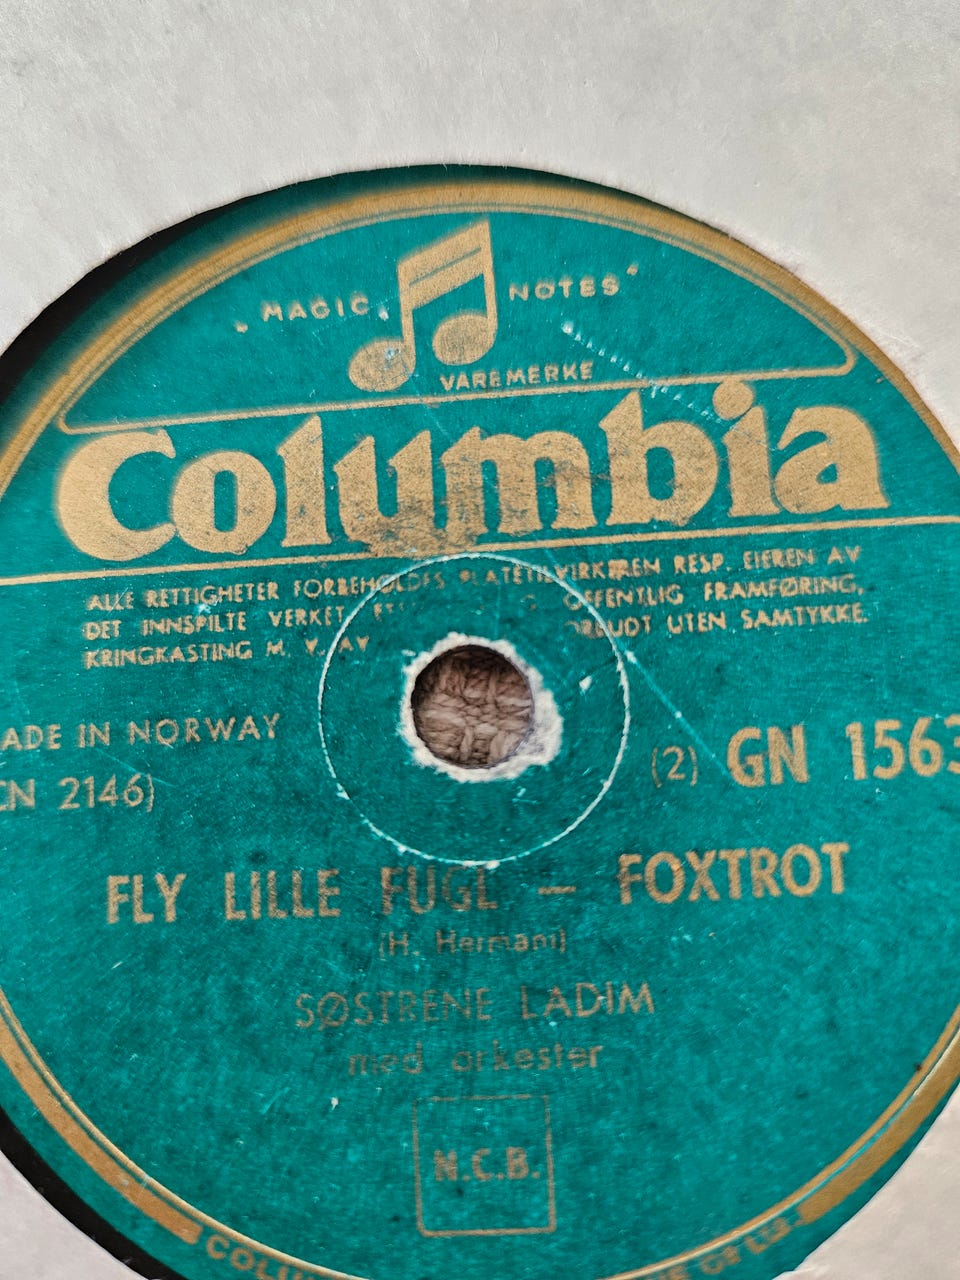 MAGIC NOTES
VAREMERKE
Columbia
ALLE RETTIGHETER FORBEHOLDES RESP. EIEREN AV
DET INNSPILTE VERKET OFFENTLIG FRAMFØRING,
KRINGKASTING M. V. AV UTEN SAMTYKKE.
ADE IN NORWAY
CN 2146)
(2) GN 1563
FLY LILLE FUGL — FOXTROT
(H. Hermani)
SØSTRENE LADIM
med orkester
N.C.B.